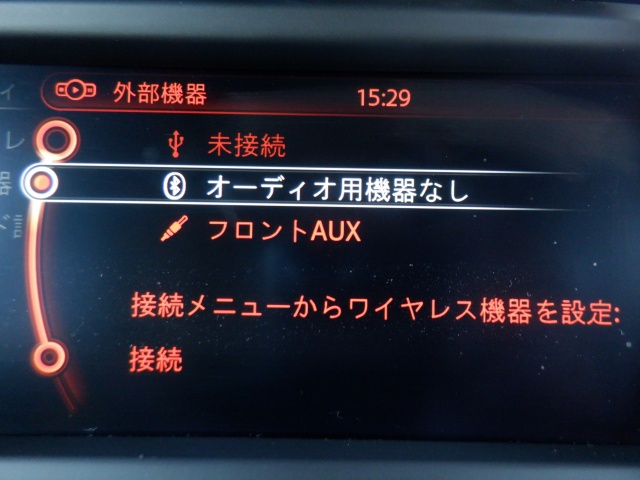 外部機器
15:29
未接続
オーディオ用機器なし
フロントAUX
接続メニューからワイヤレス機器を設定:
接続